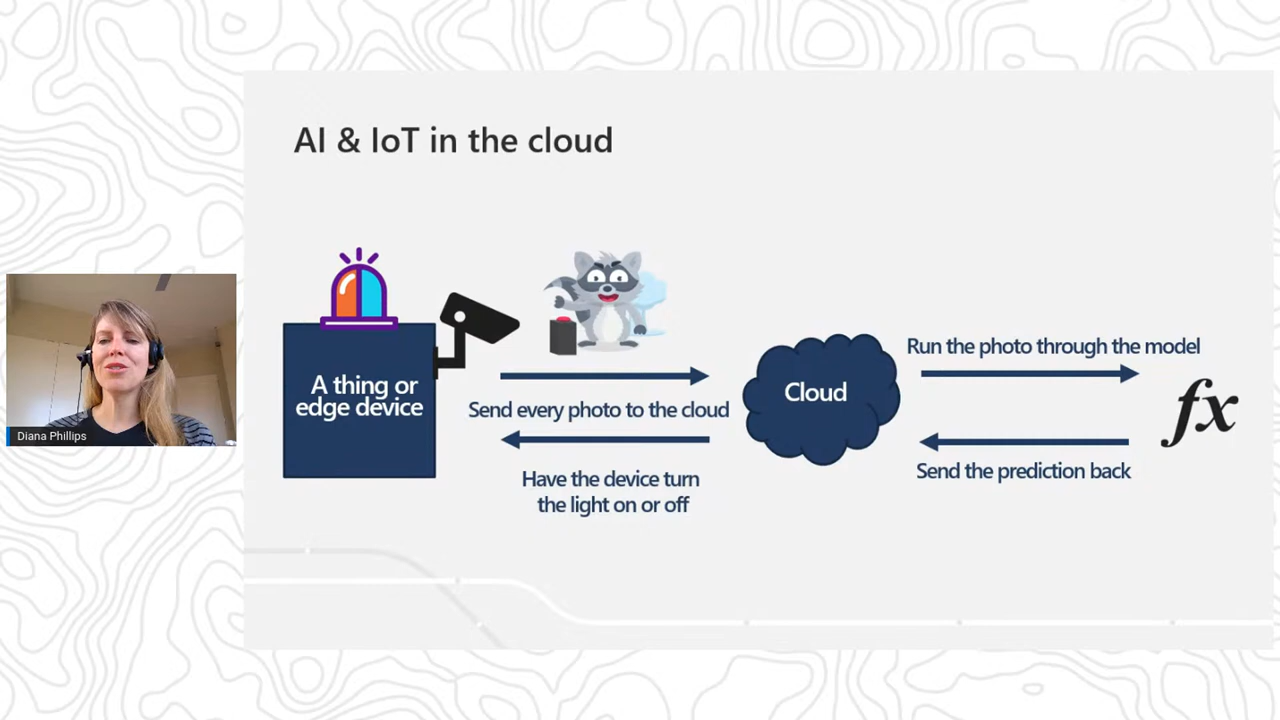 AI & IoT in the cloud
A thing or
edge device
Send every photo to the cloud
Have the device turn
the light on or off
Cloud
Run the photo through the model
fx
Send the prediction back
Diana Phillips